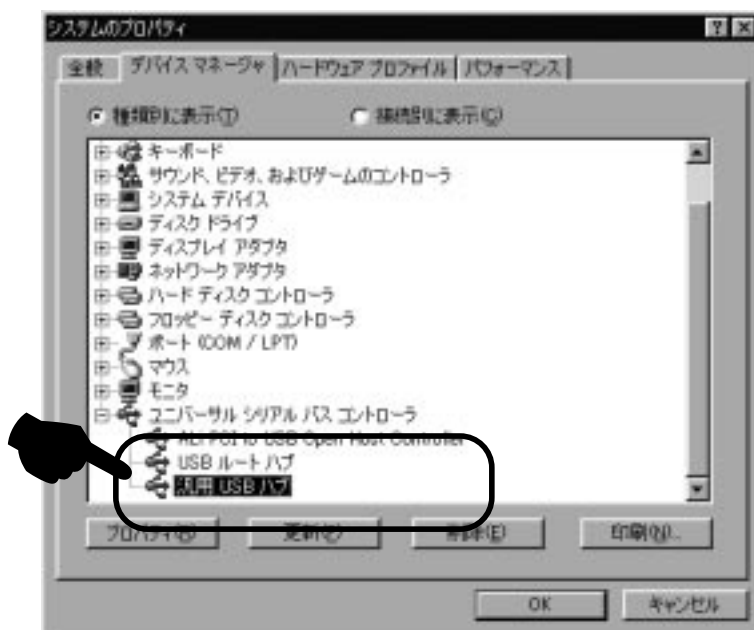 システムのプロパティ
全般 デバイス マネージャ ハードウェア プロファイル パフォーマンス
種類別に表示(T) 接続別に表示(C)
キーボード
サウンド、ビデオ、およびゲームのコントローラ
システム デバイス
ディスク ドライブ
ディスプレイ アダプタ
ネットワーク アダプタ
ハード ディスク コントローラ
フロッピー ディスク コントローラ
ポート (COM / LPT)
マウス
モニタ
ユニバーサル シリアル バス コントローラ
ALi PCI to USB Open Host Controller
USB ルート ハブ
汎用 USB ハブ
プロパティ(R) 更新(F) 削除(E) 印刷(N)...
OK キャンセル